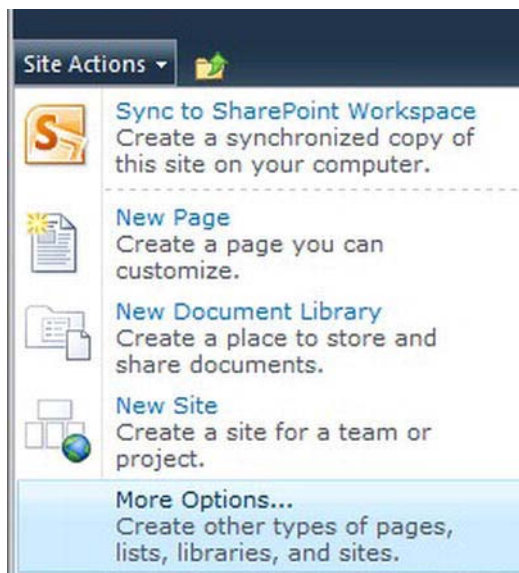 Site Actions
Sync to SharePoint Workspace
Create a synchronized copy of
this site on your computer.
New Page
Create a page you can
customize.
New Document Library
Create a place to store and
share documents.
New Site
Create a site for a team or
project.
More Options...
Create other types of pages,
lists, libraries, and sites.